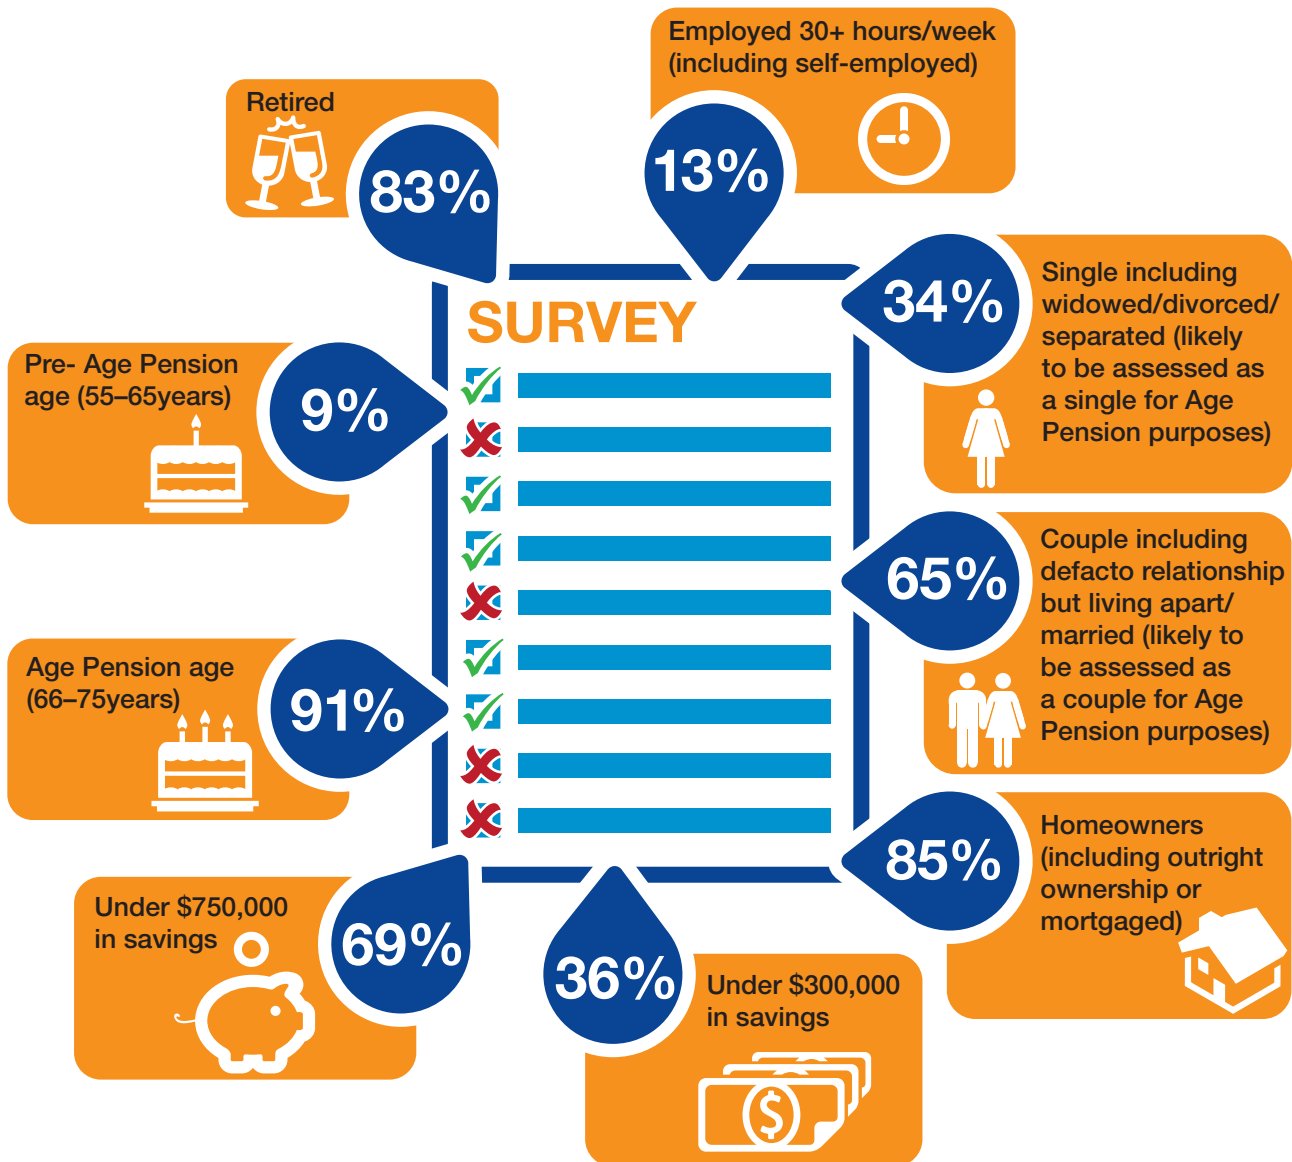 Employed 30+ hours/week
(including self-employed)
13%
Retired
83%
SURVEY
34%
Single including
widowed/divorced/
separated (likely
to be assessed as
a single for Age
Pension purposes)
Pre- Age Pension
age (55–65years)
9%
65%
Couple including
defacto relationship
but living apart/
married (likely to
be assessed as
a couple for Age
Pension purposes)
Age Pension age
(66–75years)
91%
85%
Homeowners
(including outright
ownership or
mortgaged)
Under $750,000
in savings
69%
36%
Under $300,000
in savings
$